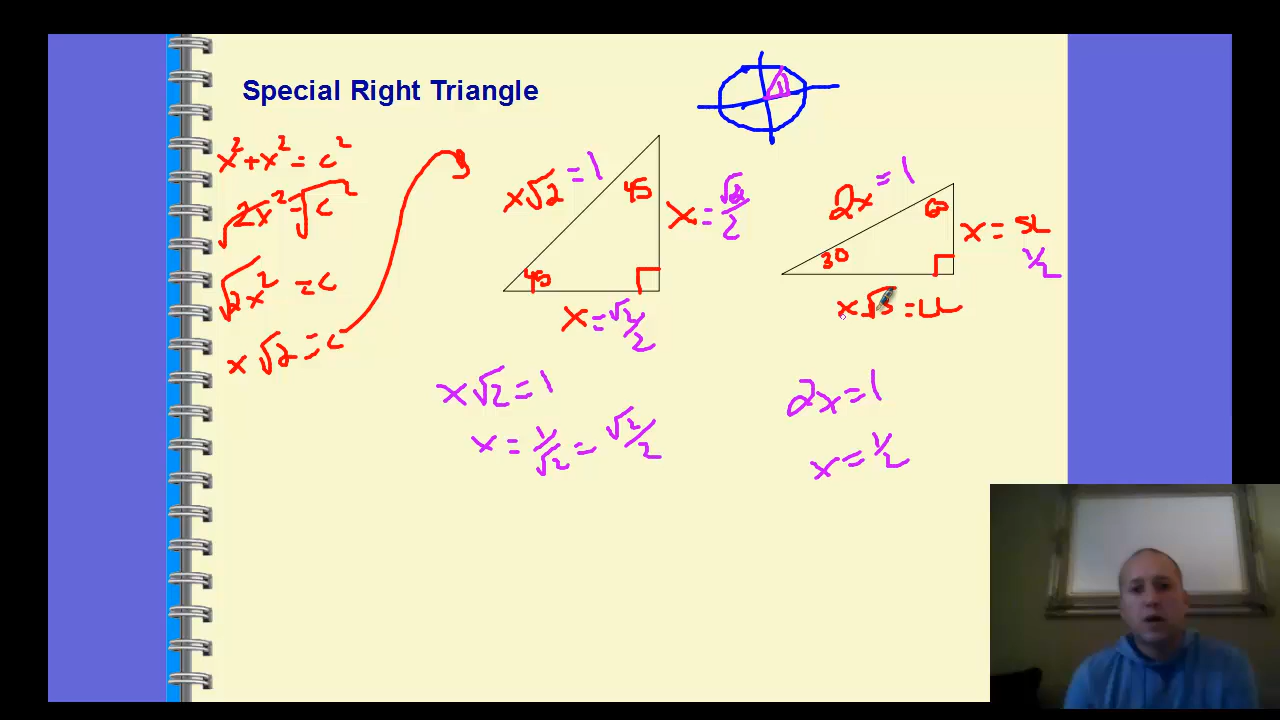 Special Right Triangle
x² + x² = c²
√2x² = √c²
√2x² = c
x√2 = c
x√2 = 1
45
x = √2/2
45
x = √2/2
x√2 = 1
x = 1/√2 = √2/2
2x = 1
60
x = SL
1/2
30
x√3 = LL
2x = 1
x = 1/2